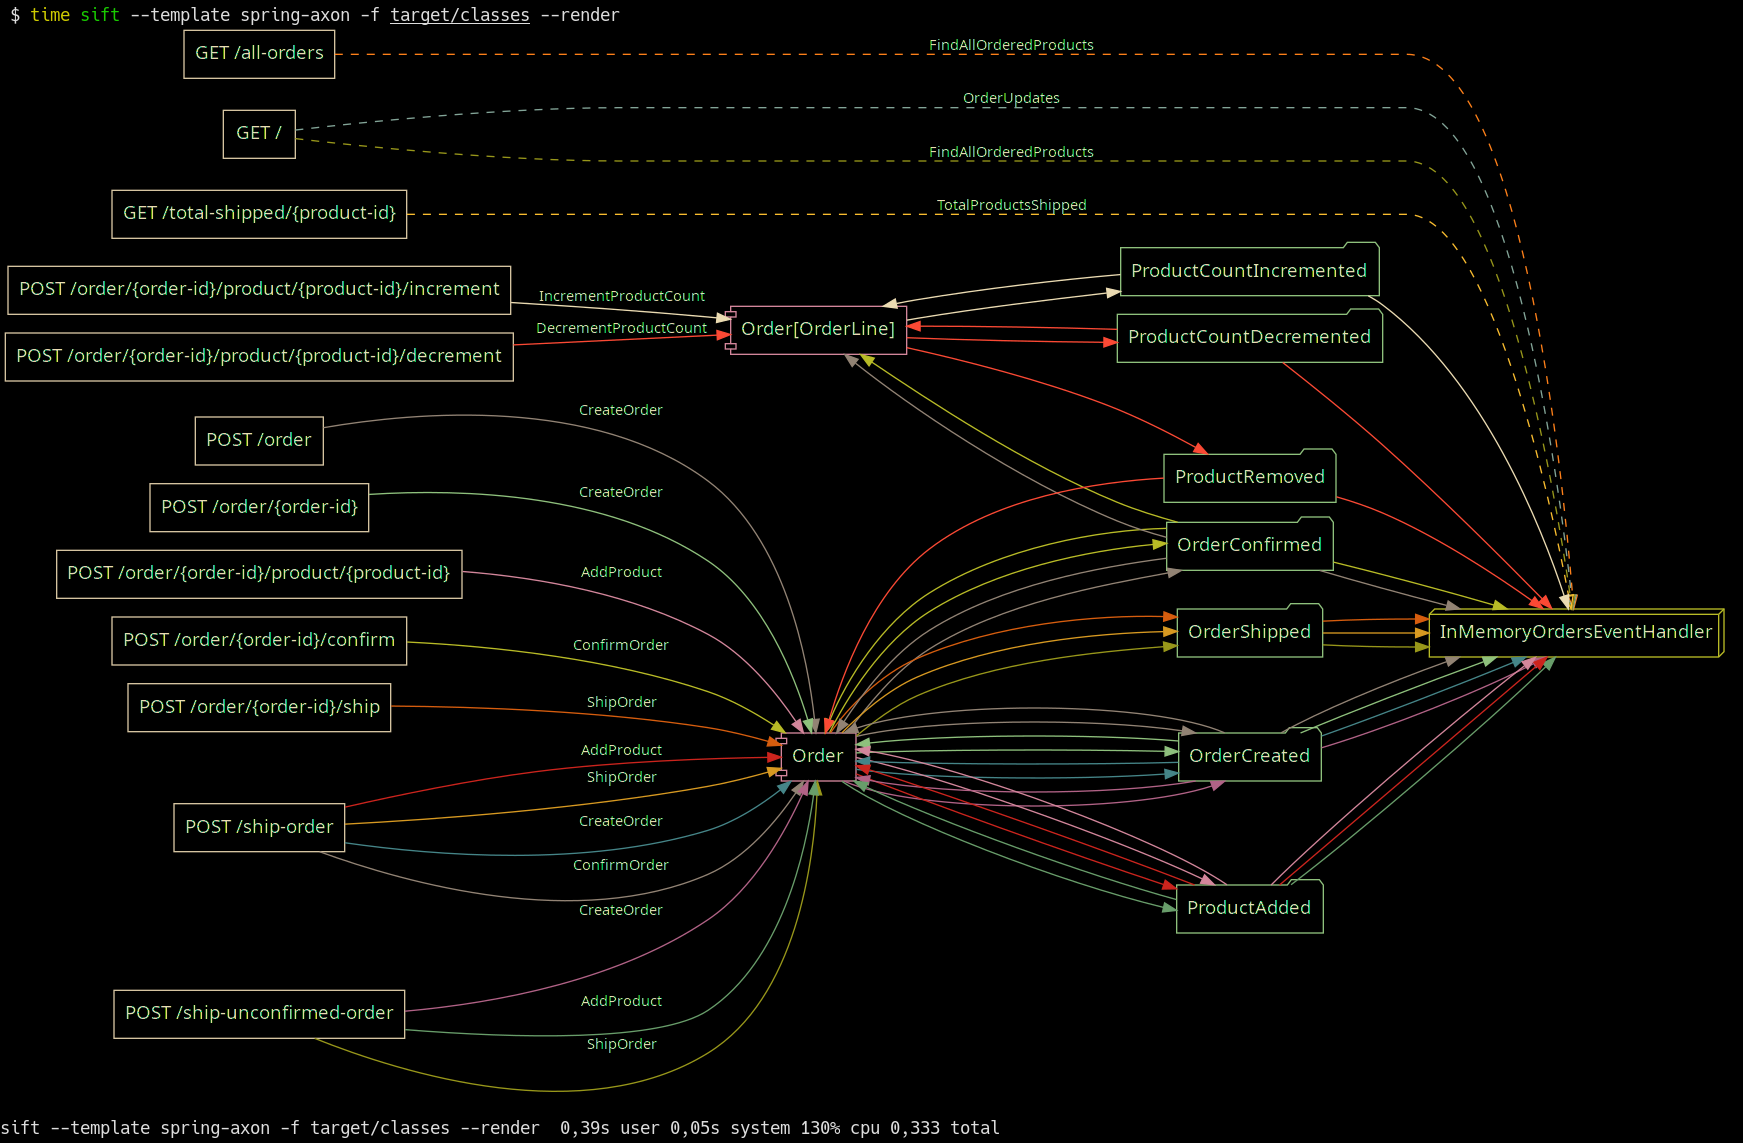 $ time sift --template spring-axon -f target/classes --render
GET /all-orders
FindAllOrderedProducts
OrderUpdates
GET /
FindAllOrderedProducts
TotalProductsShipped
GET /total-shipped/{product-id}
ProductCountIncremented
POST /order/{order-id}/product/{product-id}/increment
IncrementProductCount
Order[OrderLine]
DecrementProductCount
ProductCountDecremented
POST /order/{order-id}/product/{product-id}/decrement
CreateOrder
POST /order
ProductRemoved
CreateOrder
POST /order/{order-id}
OrderConfirmed
AddProduct
POST /order/{order-id}/product/{product-id}
OrderShipped
InMemoryOrdersEventHandler
ConfirmOrder
POST /order/{order-id}/confirm
ShipOrder
POST /order/{order-id}/ship
AddProduct
Order
OrderCreated
ShipOrder
CreateOrder
POST /ship-order
ConfirmOrder
CreateOrder
ProductAdded
AddProduct
POST /ship-unconfirmed-order
ShipOrder
sift --template spring-axon -f target/classes --render  0,39s user 0,05s system 130% cpu 0,333 total